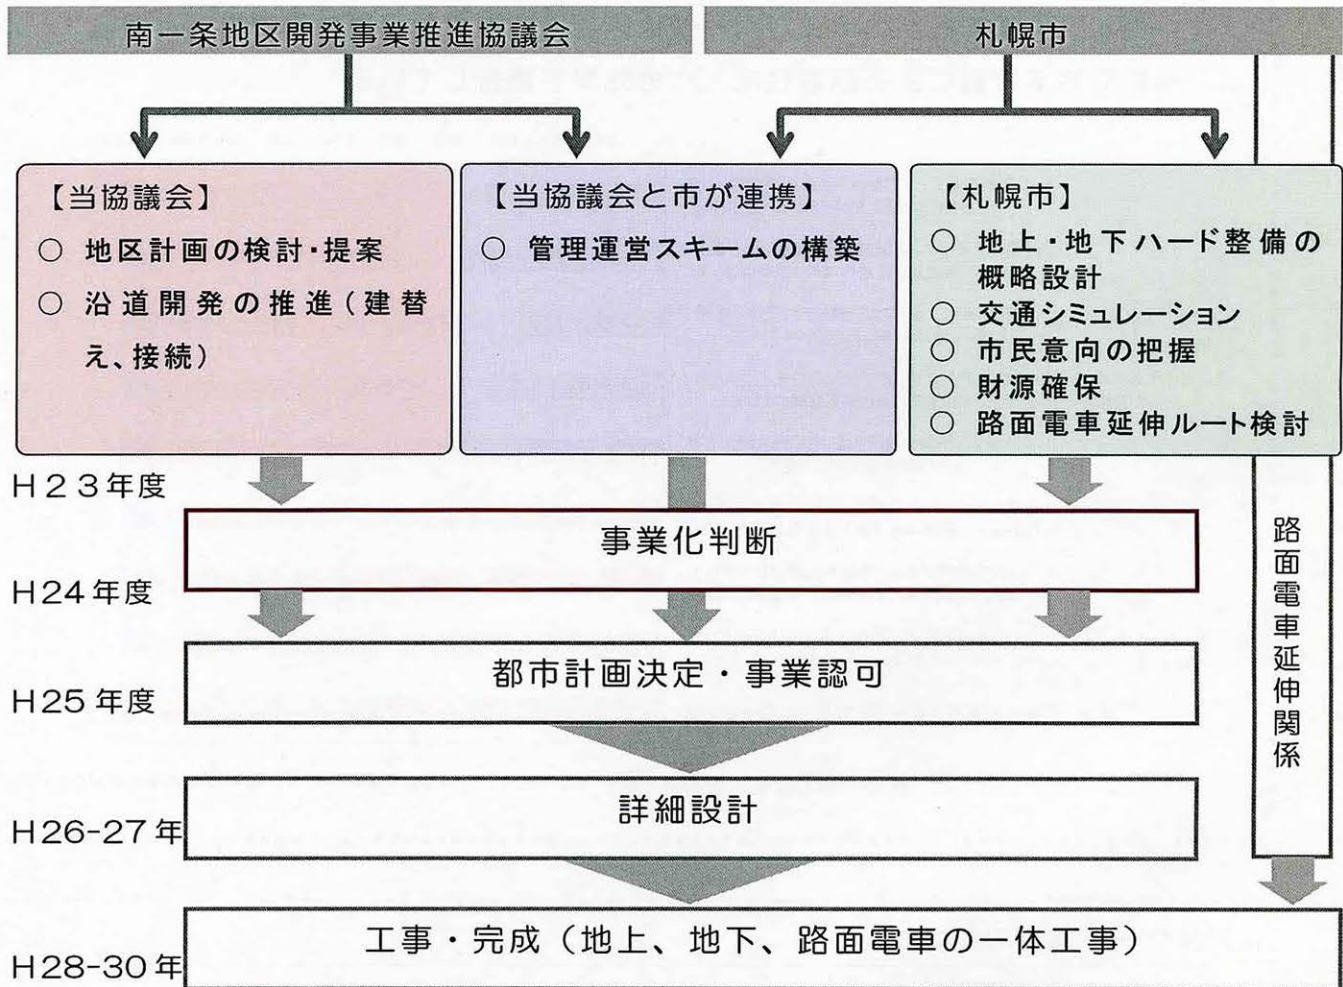 南一条地区開発事業推進協議会
札幌市
【当協議会】
○ 地区計画の検討・提案
○ 沿道開発の推進（建替
え、接続）
【当協議会と市が連携】
○ 管理運営スキームの構築
【札幌市】
○ 地上・地下ハード整備の
概略設計
○ 交通シミュレーション
○ 市民意向の把握
○ 財源確保
○ 路面電車延伸ルート検討
H23年度
事業化判断
H24年度
都市計画決定・事業認可
H25年度
詳細設計
H26-27年
路面電車延伸関係
工事・完成（地上、地下、路面電車の一体工事）
H28-30年